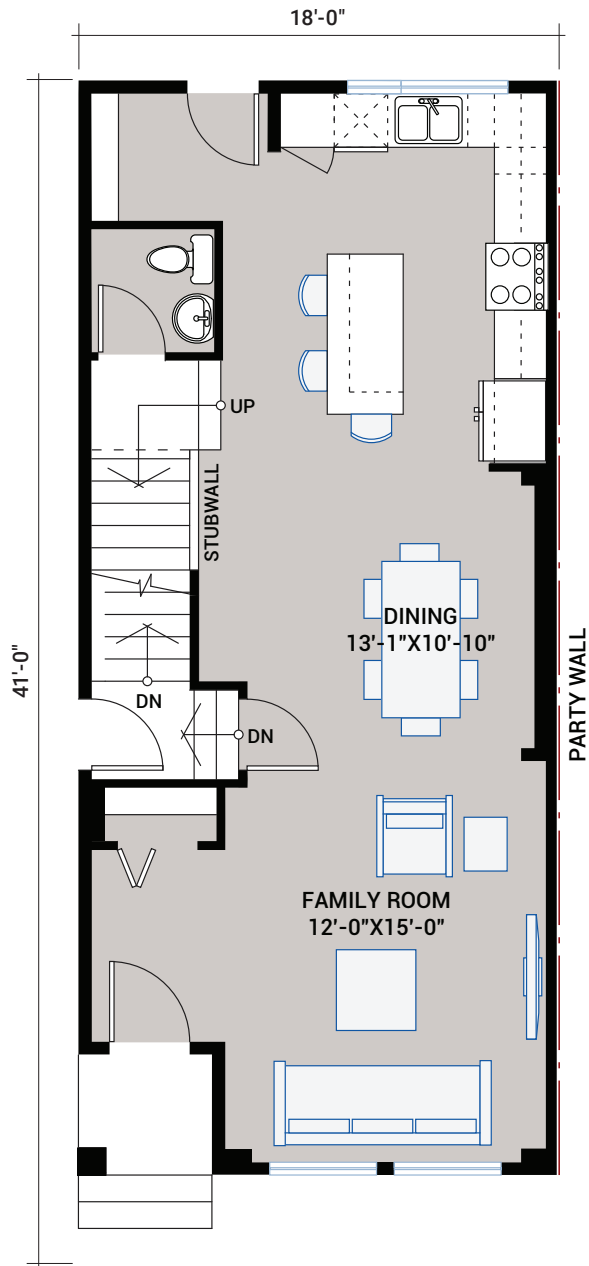 18'-0"
UP
STUBWALL
DINING
13'-1"X10'-10"
41'-0"
PARTY WALL
DN
DN
FAMILY ROOM
12'-0"X15'-0"